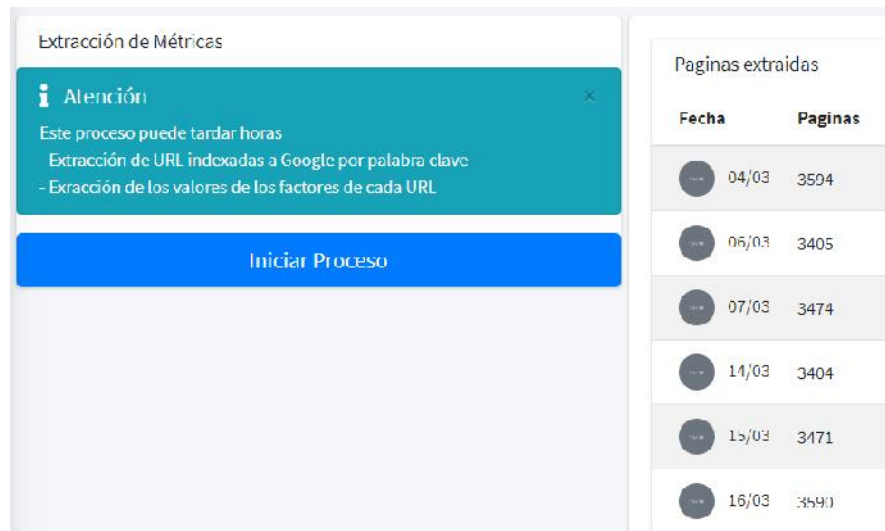 Extracción de Métricas
Atención
×
Este proceso puede tardar horas
- Extracción de URL indexadas a Google por palabra clave
- Exracción de los valores de los factores de cada URL
Iniciar Proceso
Paginas extraidas
Fecha Paginas
04/03 3594
06/03 3405
07/03 3474
14/03 3404
15/03 3471
16/03 3590